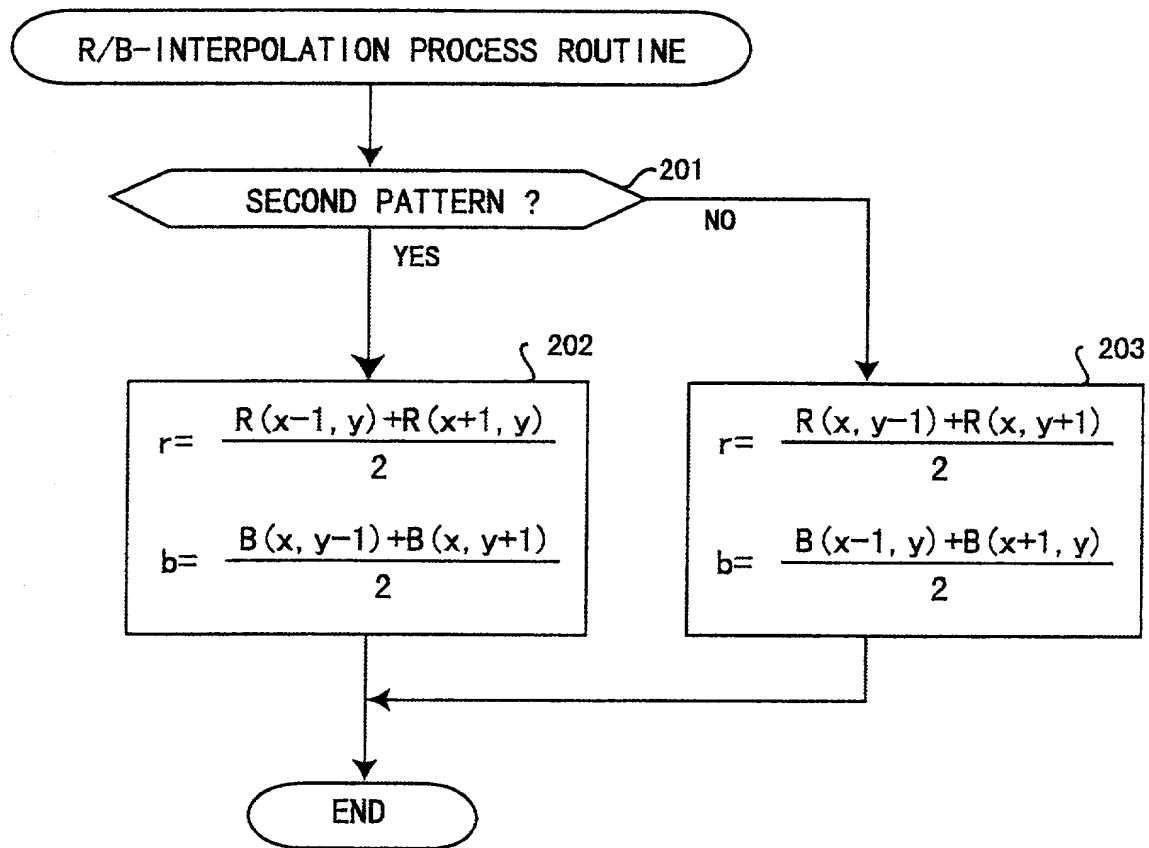 R/B-INTERPOLATION PROCESS ROUTINE
201
SECOND PATTERN ?
NO
YES
202
r= R(x-1, y)+R(x+1, y)
2
b= B(x, y-1)+B(x, y+1)
2
203
r= R(x, y-1)+R(x, y+1)
2
b= B(x-1, y)+B(x+1, y)
2
END